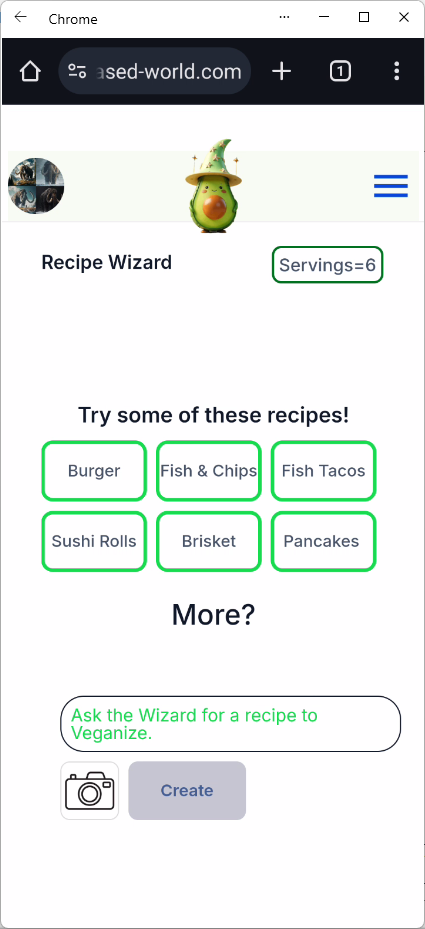 Chrome
ased-world.com
1
Recipe Wizard
Servings=6
Try some of these recipes!
Burger
Fish & Chips
Fish Tacos
Sushi Rolls
Brisket
Pancakes
More?
Ask the Wizard for a recipe to
Veganize.
Create